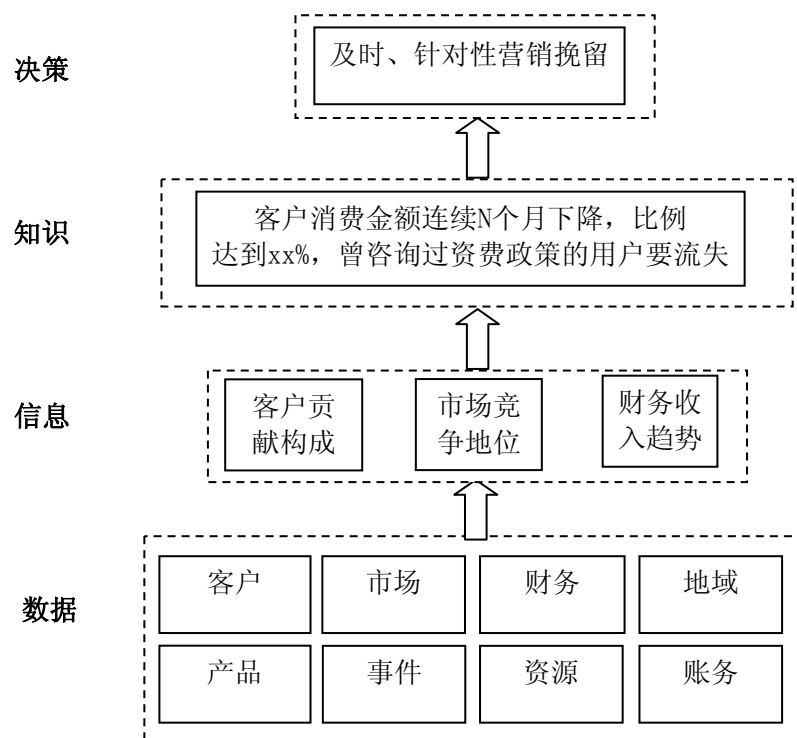 决策
及时、针对性营销挽留
知识
客户消费金额连续N个月下降，比例
达到xx%，曾咨询过资费政策的用户要流失
信息
客户贡
献构成
市场竞
争地位
财务收
入趋势
数据
客户 市场 财务 地域
产品 事件 资源 账务